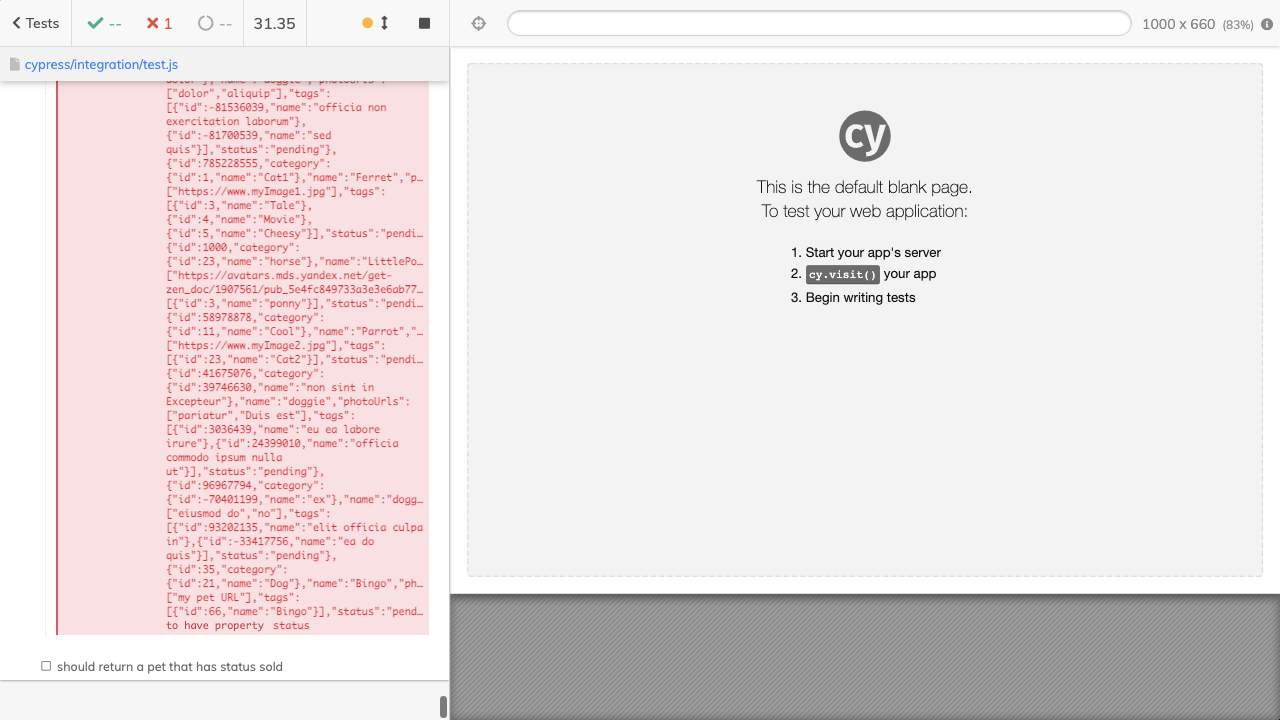 Tests
--
1
--
31.35
1000 x 660 (83%)
cypress/integration/test.js
["dolor","aliquip"],"tags":
[{"id":-81536039,"name":"officia non
exercitation laborum"},
{"id":-81700539,"name":"sed
quis"}],"status":"pending"},
{"id":785228555,"category":
{"id":1,"name":"Cat1"},"name":"Ferret","p…
["https://www.myImage1.jpg"],"tags":
[{"id":3,"name":"Tale"},
{"id":4,"name":"Movie"},
{"id":5,"name":"Cheesy"}],"status":"pendi…
{"id":1000,"category":
{"id":23,"name":"horse"},"name":"LittlePo…
["https://avatars.mds.yandex.net/get-
zen_doc/1907561/pub_5e4fc849733a3e3e6ab77…
[{"id":3,"name":"ponny"}],"status":"pendi…
{"id":58978878,"category":
{"id":11,"name":"Cool"},"name":"Parrot","…
["https://www.myImage2.jpg"],"tags":
[{"id":23,"name":"Cat2"}],"status":"pendi…
{"id":41675076,"category":
{"id":39746630,"name":"non sint in
Excepteur"},"name":"doggie","photoUrls":
["pariatur","Duis est"],"tags":
[{"id":3036439,"name":"eu ea labore
irure"},{"id":24399010,"name":"officia
commodo ipsum nulla
ut"}],"status":"pending"},
{"id":96967794,"category":
{"id":-70401199,"name":"ex"},"name":"dogg…
["eiusmod do","no"],"tags":
[{"id":93202135,"name":"elit officia culpa
in"},{"id":-33417756,"name":"ea do
quis"}],"status":"pending"},
{"id":35,"category":
{"id":21,"name":"Dog"},"name":"Bingo","ph…
["my pet URL"],"tags":
[{"id":66,"name":"Bingo"}],"status":"pend…
to have property status
should return a pet that has status sold
cy
This is the default blank page.
To test your web application:
1. Start your app's server
2. cy.visit() your app
3. Begin writing tests